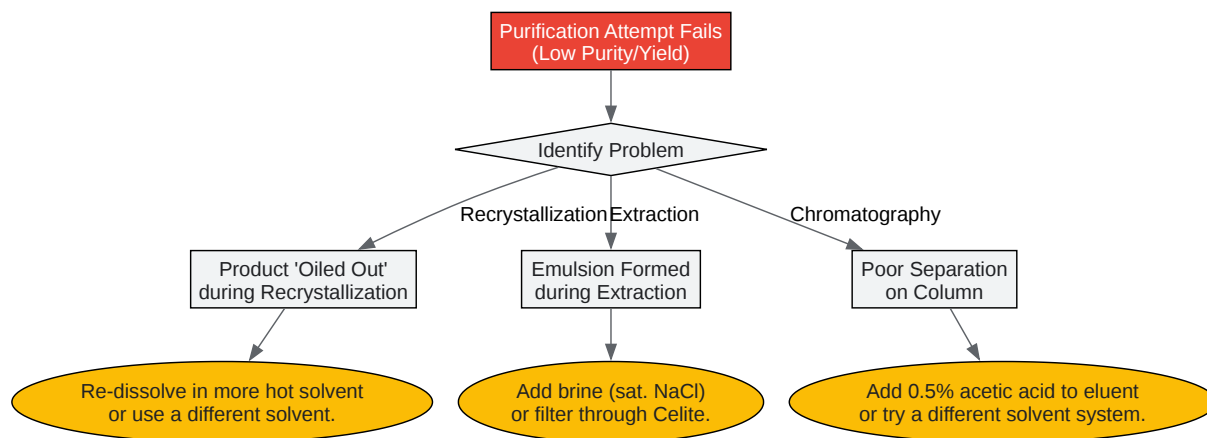 Purification Attempt Fails
(Low Purity/Yield)
Identify Problem
Recrystallization
Extraction
Chromatography
Product 'Oiled Out'
during Recrystallization
Emulsion Formed
during Extraction
Poor Separation
on Column
Re-dissolve in more hot solvent
or use a different solvent.
Add brine (sat. NaCl)
or filter through Celite.
Add 0.5% acetic acid to eluent
or try a different solvent system.